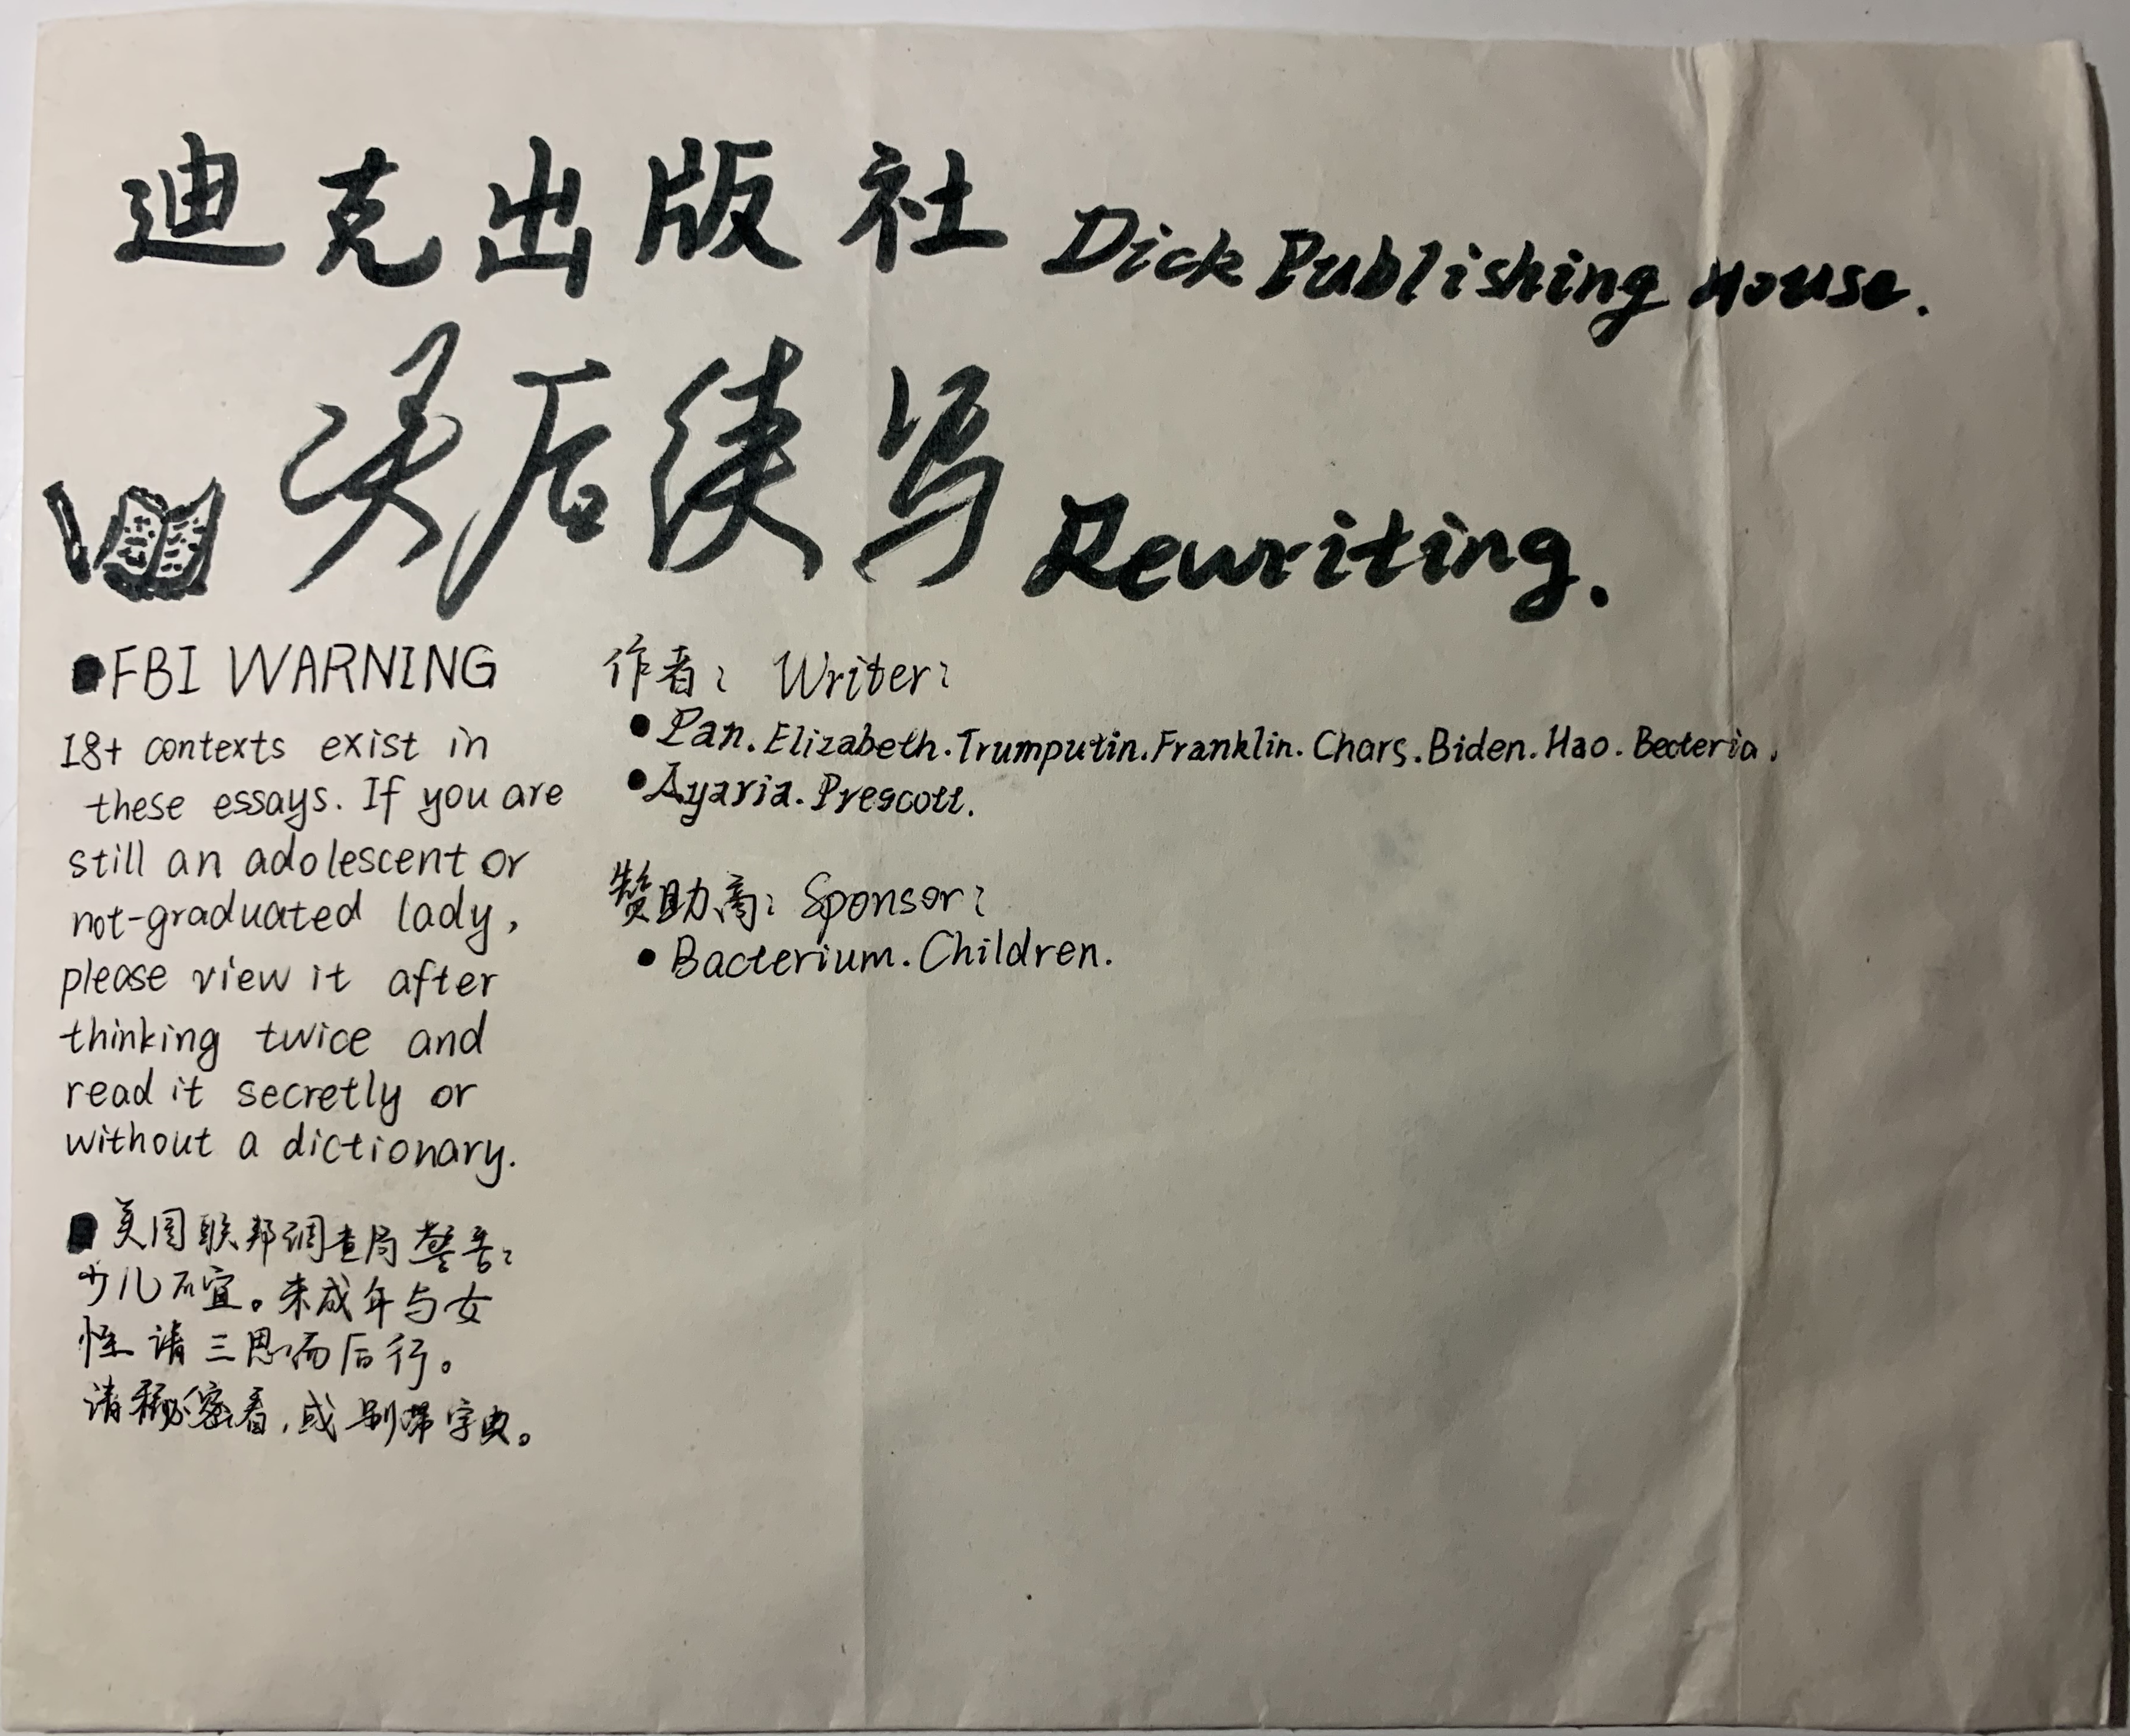 迪克出版社 Dick Publishing House.
读后续写 Rewriting.
FBI WARNING
18+ contexts exist in
these essays. If you are
still an adolescent or
not-graduated lady,
please view it after
thinking twice and
read it secretly or
without a dictionary.
美国联邦调查局警告:
少儿不宜。未成年与女
性请三思而后行。
请秘密看,或别带字典。
作者: Writer:
Pan. Elizabeth. Trumputin. Franklin. Chars. Biden. Hao. Becteria.
Ayaria. Prescott.
赞助商: Sponsor:
Bacterium. Children.